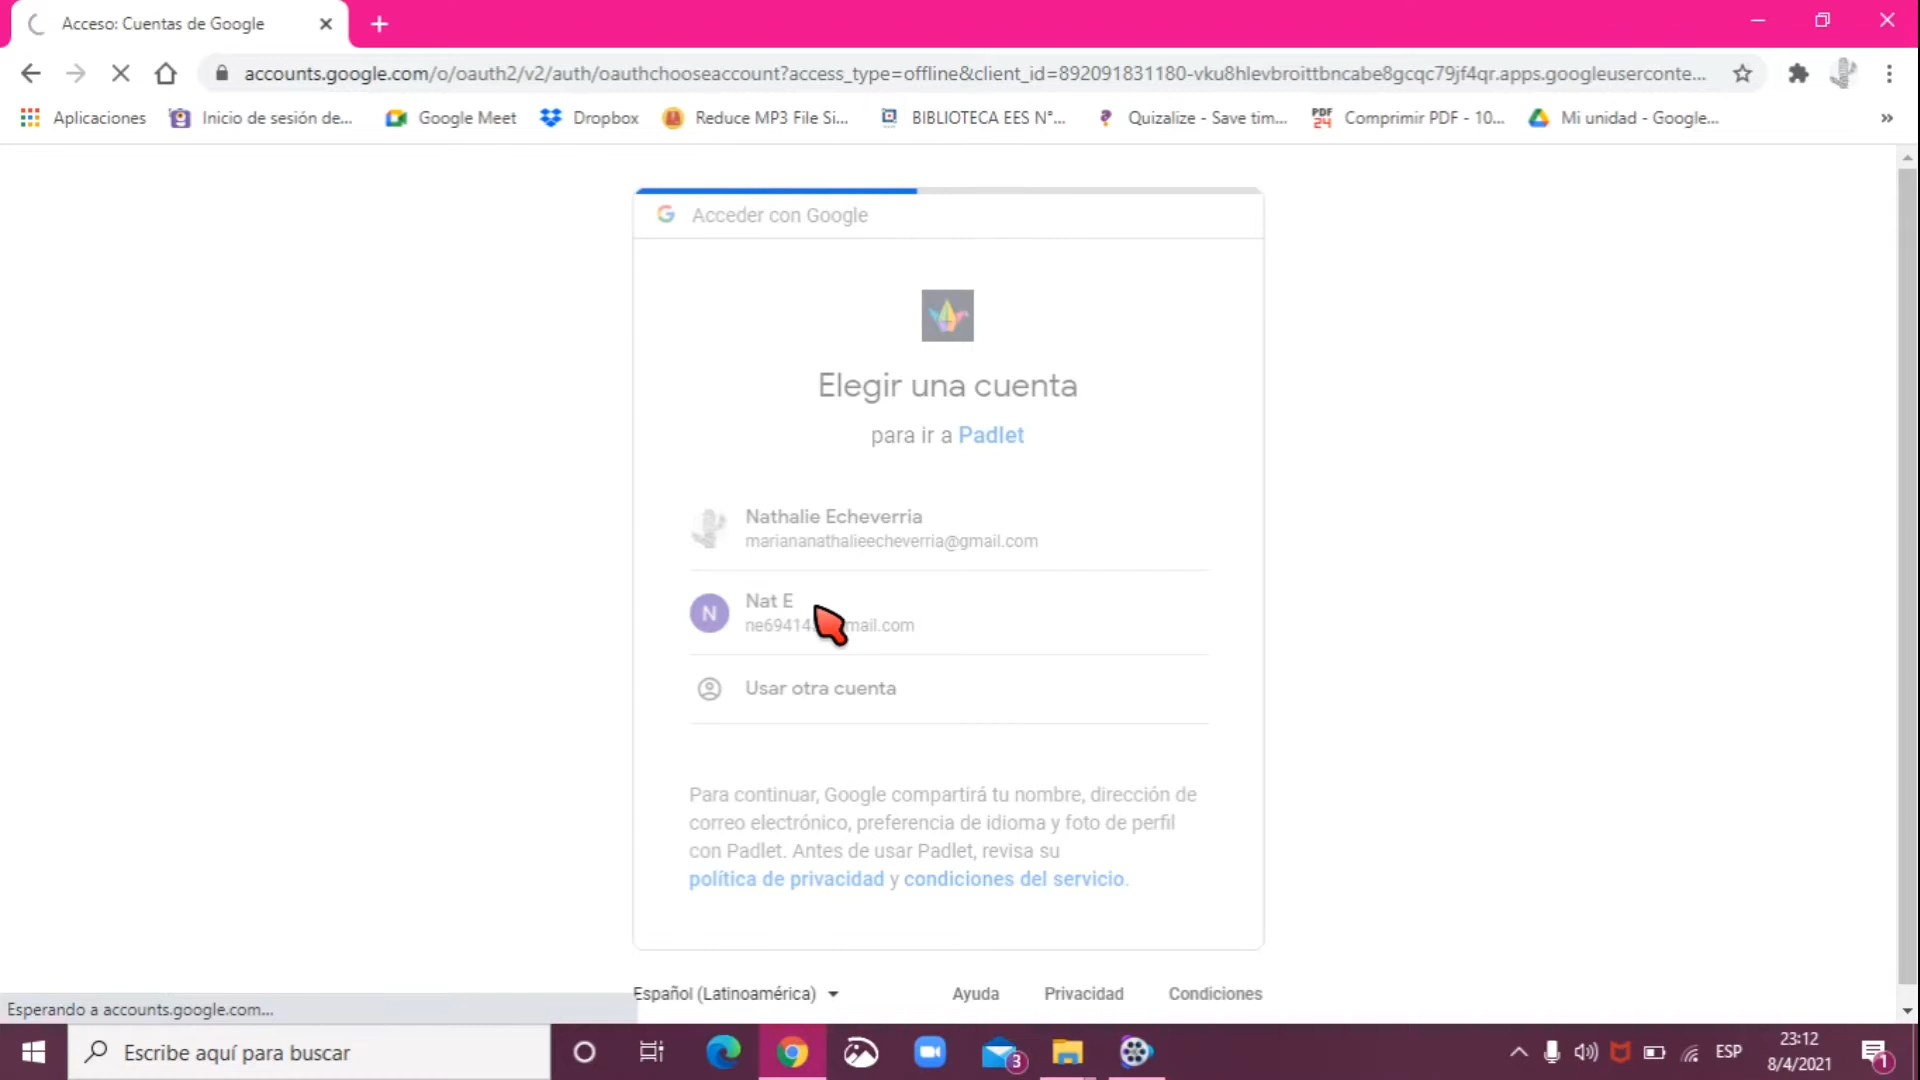 Acceso: Cuentas de Google
accounts.google.com/o/oauth2/v2/auth/oauthchooseaccount?access_type=offline&client_id=892091831180-vku8hlevbroittbncabe8gcqc79jf4qr.apps.googleuserconte...
Aplicaciones Inicio de sesión de... Google Meet Dropbox Reduce MP3 File Si... BIBLIOTECA EES N°... Quizalize - Save tim... PDF 24 Comprimir PDF - 10... Mi unidad - Google... »
Acceder con Google
Elegir una cuenta
para ir a Padlet
Nathalie Echeverria
mariananathalieecheverria@gmail.com
N Nat E
mail.com
Usar otra cuenta
Para continuar, Google compartirá tu nombre, dirección de
correo electrónico, preferencia de idioma y foto de perfil
con Padlet. Antes de usar Padlet, revisa su
política de privacidad y condiciones del servicio.
Español (Latinoamérica) Ayuda Privacidad Condiciones
Esperando a accounts.google.com...
Escribe aquí para buscar 3 ESP 23:12
8/4/2021 1